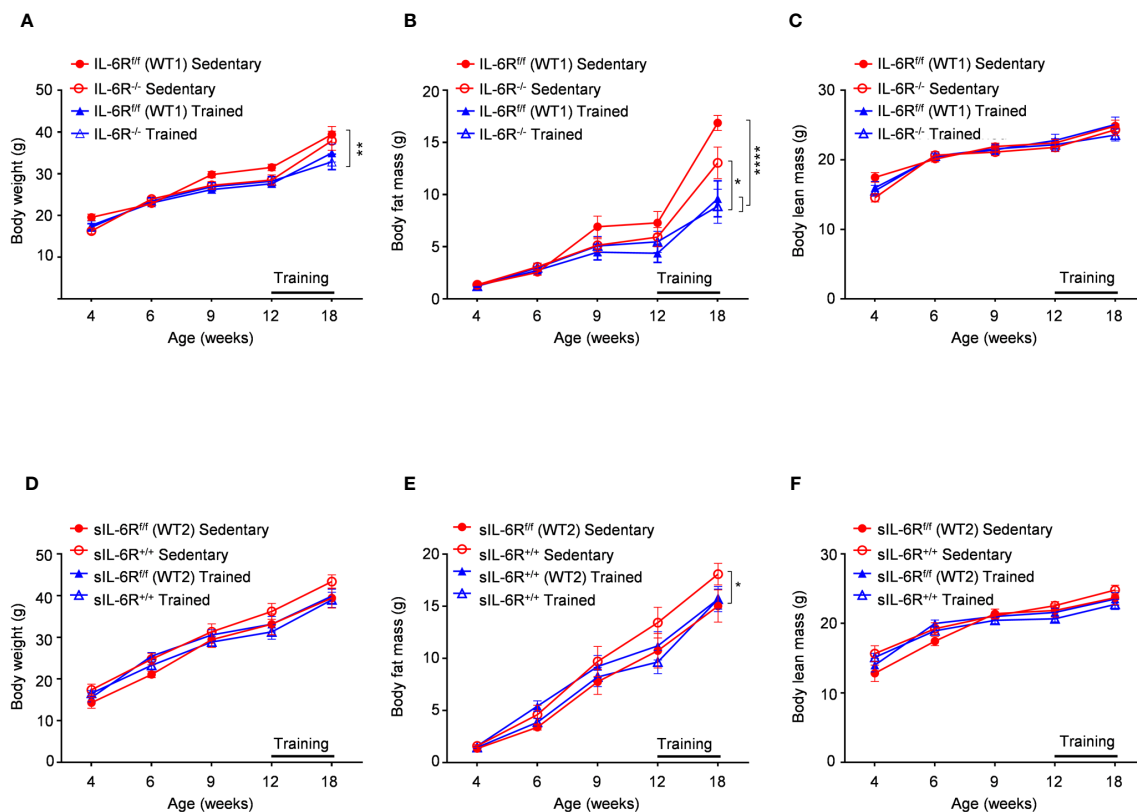 A
IL-6Rf/f (WT1) Sedentary
IL-6R-/- Sedentary
IL-6Rf/f (WT1) Trained
IL-6R-/- Trained
Body weight (g)
50
40
30
20
10
**
Training
4 6 9 12 18
Age (weeks)
B
IL-6Rf/f (WT1) Sedentary
IL-6R-/- Sedentary
IL-6Rf/f (WT1) Trained
IL-6R-/- Trained
Body fat mass (g)
20
15
10
5
0
*
****
Training
4 6 9 12 18
Age (weeks)
C
IL-6Rf/f (WT1) Sedentary
IL-6R-/- Sedentary
IL-6Rf/f (WT1) Trained
IL-6R-/- Trained
Body lean mass (g)
30
20
10
0
Training
4 6 9 12 18
Age (weeks)
D
sIL-6Rf/f (WT2) Sedentary
sIL-6R+/+ Sedentary
sIL-6Rf/f (WT2) Trained
sIL-6R+/+ Trained
Body weight (g)
50
40
30
20
10
0
Training
4 6 9 12 18
Age (weeks)
E
sIL-6Rf/f (WT2) Sedentary
sIL-6R+/+ Sedentary
sIL-6R+/+ (WT2) Trained
sIL-6R+/+ Trained
Body fat mass (g)
20
15
10
5
0
*
Training
4 6 9 12 18
Age (weeks)
F
sIL-6Rf/f (WT2) Sedentary
sIL-6R+/+ Sedentary
sIL-6Rf/f (WT2) Trained
sIL-6R+/+ Trained
Body lean mass (g)
30
20
10
0
Training
4 6 9 12 18
Age (weeks)